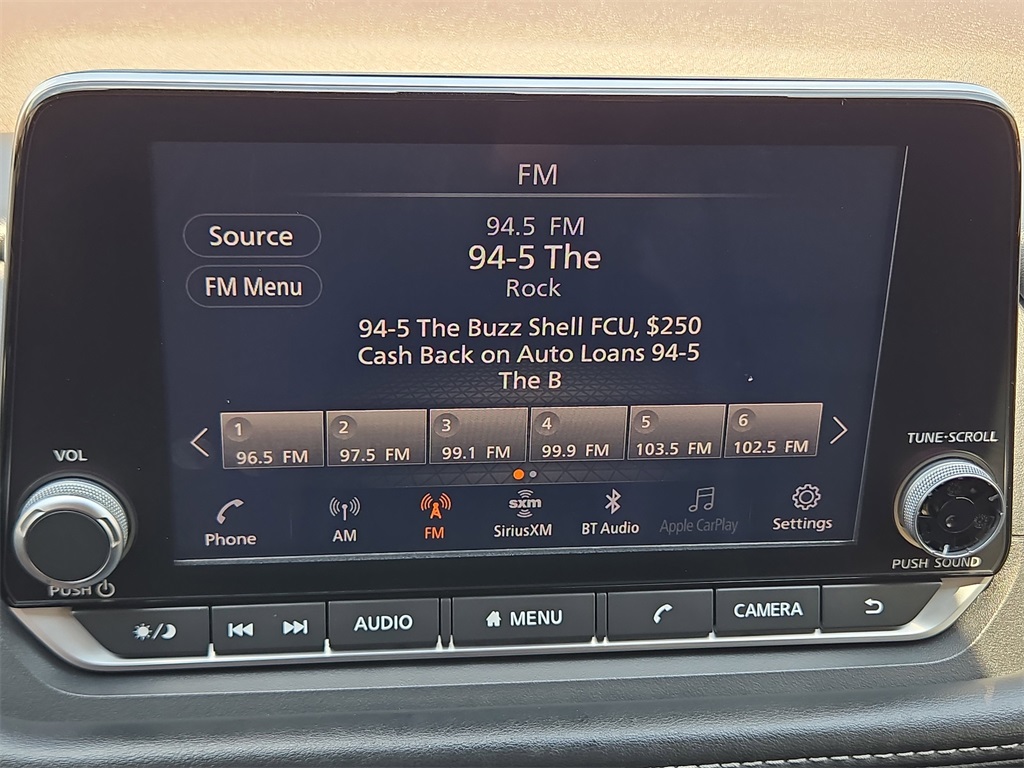 FM
Source
94.5 FM
94-5 The
FM Menu
Rock
94-5 The Buzz Shell FCU, $250
Cash Back on Auto Loans 94-5
The B
1
96.5 FM
2
97.5 FM
3
99.1 FM
4
99.9 FM
5
103.5 FM
6
102.5 FM
VOL
TUNE·SCROLL
Phone
AM
FM
sxm
SiriusXM
BT Audio
Apple CarPlay
Settings
PUSH
PUSH SOUND
AUDIO
MENU
CAMERA